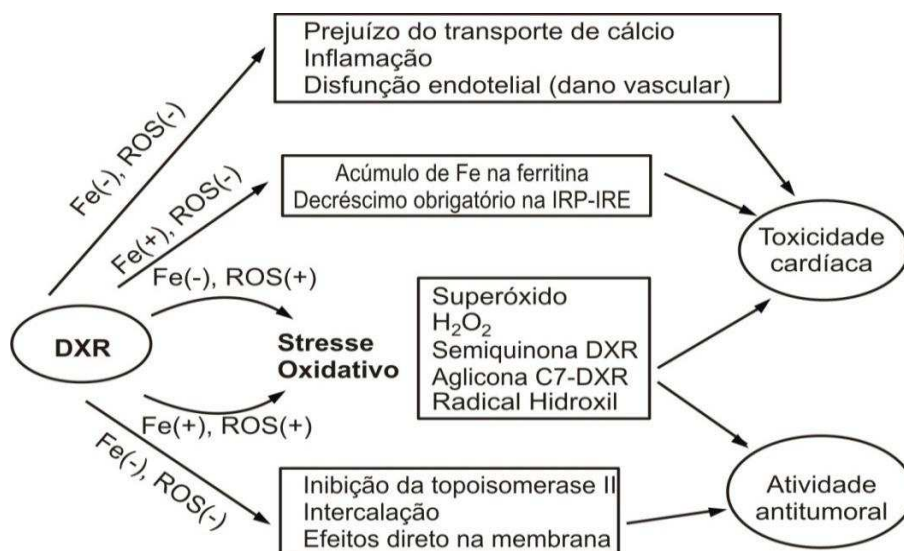 Prejuízo do transporte de cálcio
Inflamação
Disfunção endotelial (dano vascular)
Fe(-), ROS(-)
Acúmulo de Fe na ferritina
Decréscimo obrigatório na IRP-IRE
Fe(+), ROS(-)
Toxicidade
cardíaca
Fe(-), ROS(+)
DXR
Stresse
Oxidativo
Superóxido
H₂O₂
Semiquinona DXR
Aglicona C7-DXR
Radical Hidroxil
Fe(+), ROS(+)
Fe(-), ROS(-)
Inibição da topoisomerase II
Intercalação
Efeitos direto na membrana
Atividade
antitumoral